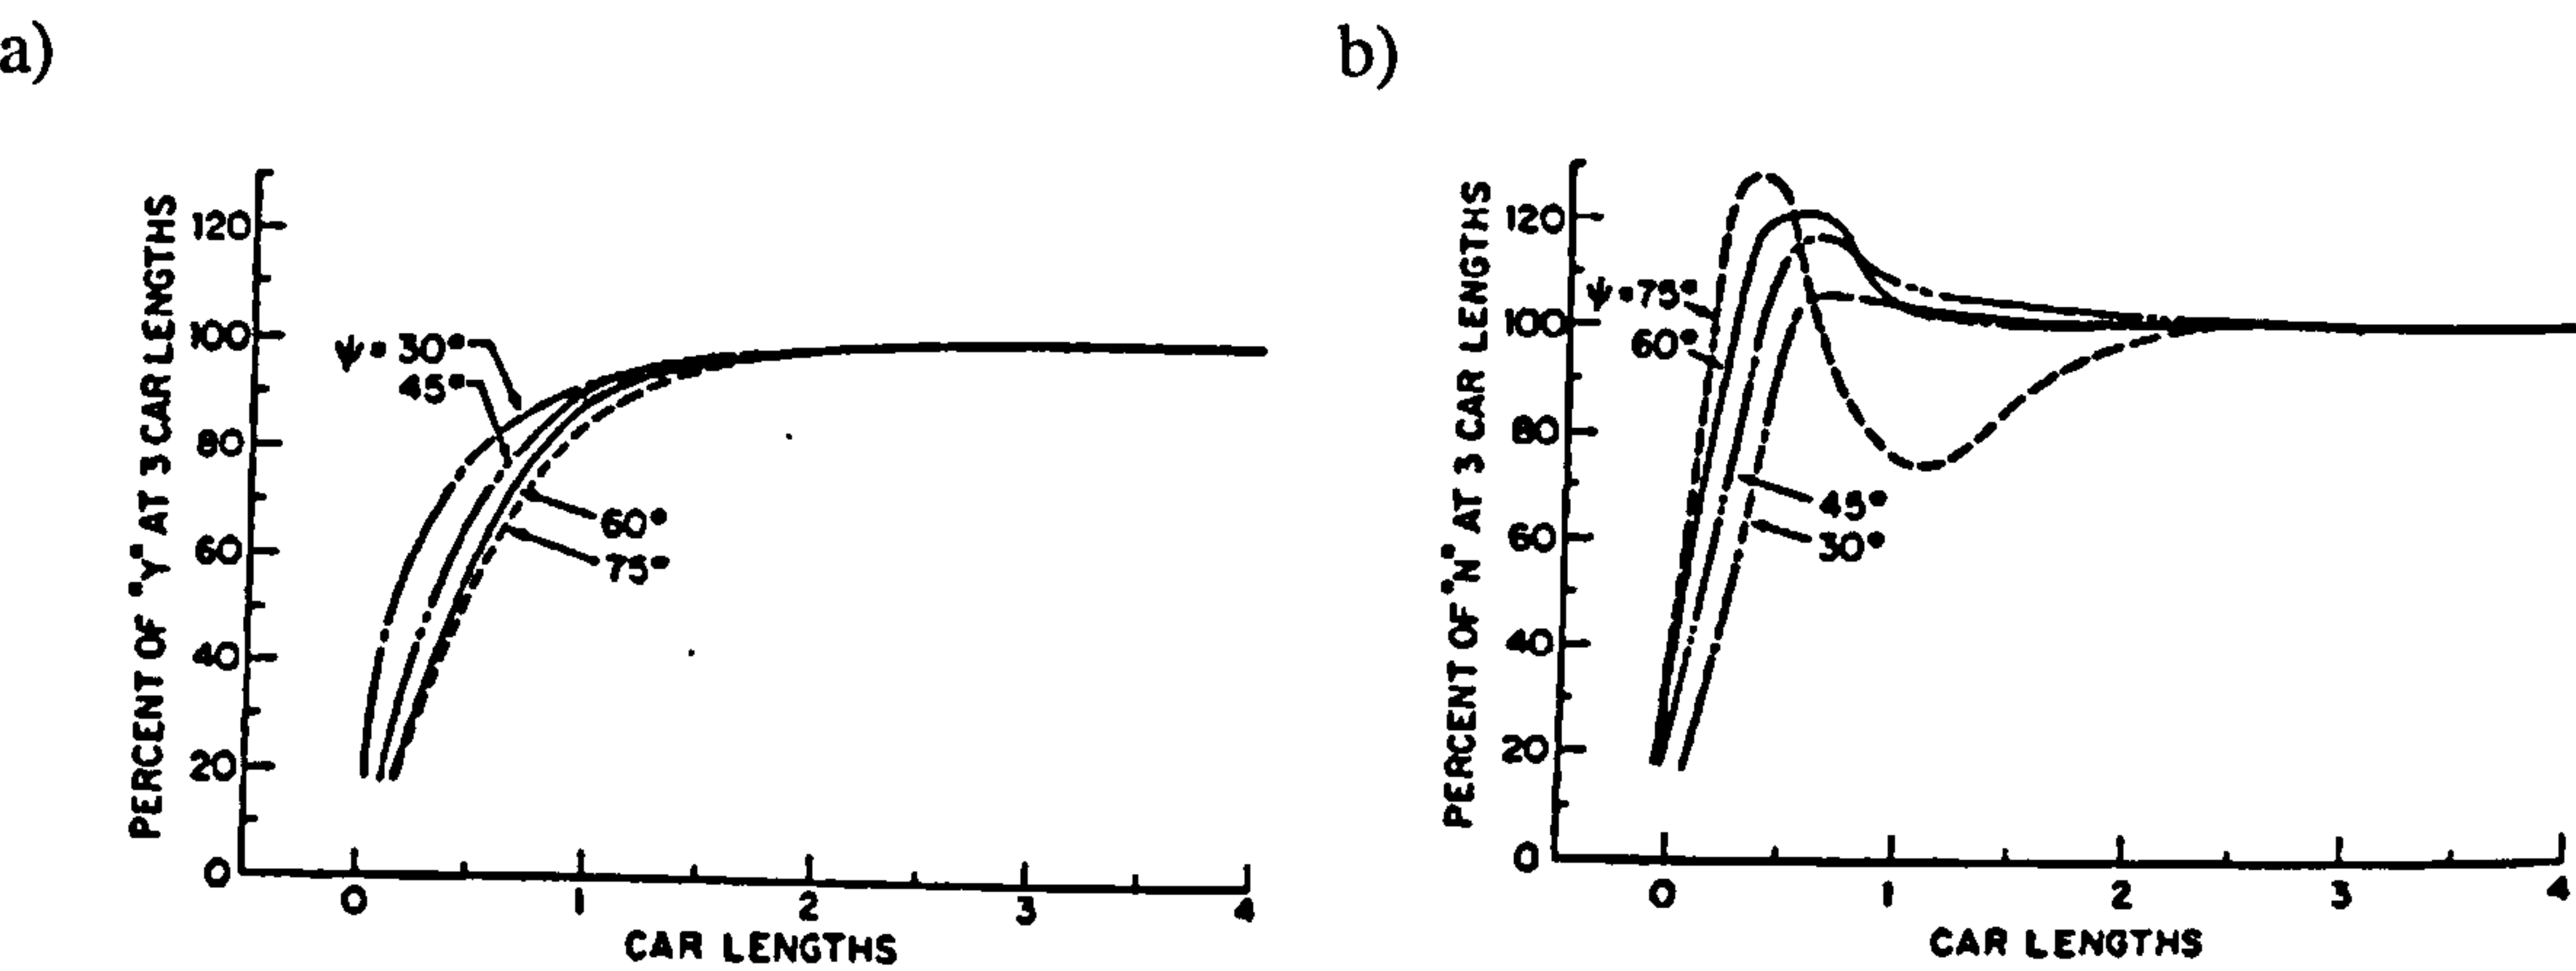 a)
PERCENT OF "Y" AT 3 CAR LENGTHS
120
100
80
60
40
20
0
ψ = 30°
45°
60°
75°
0 1 2 3 4
CAR LENGTHS
b)
PERCENT OF "N" AT 3 CAR LENGTHS
120
100
80
60
40
20
0
ψ = 75°
60°
45°
30°
0 1 2 3 4
CAR LENGTHS